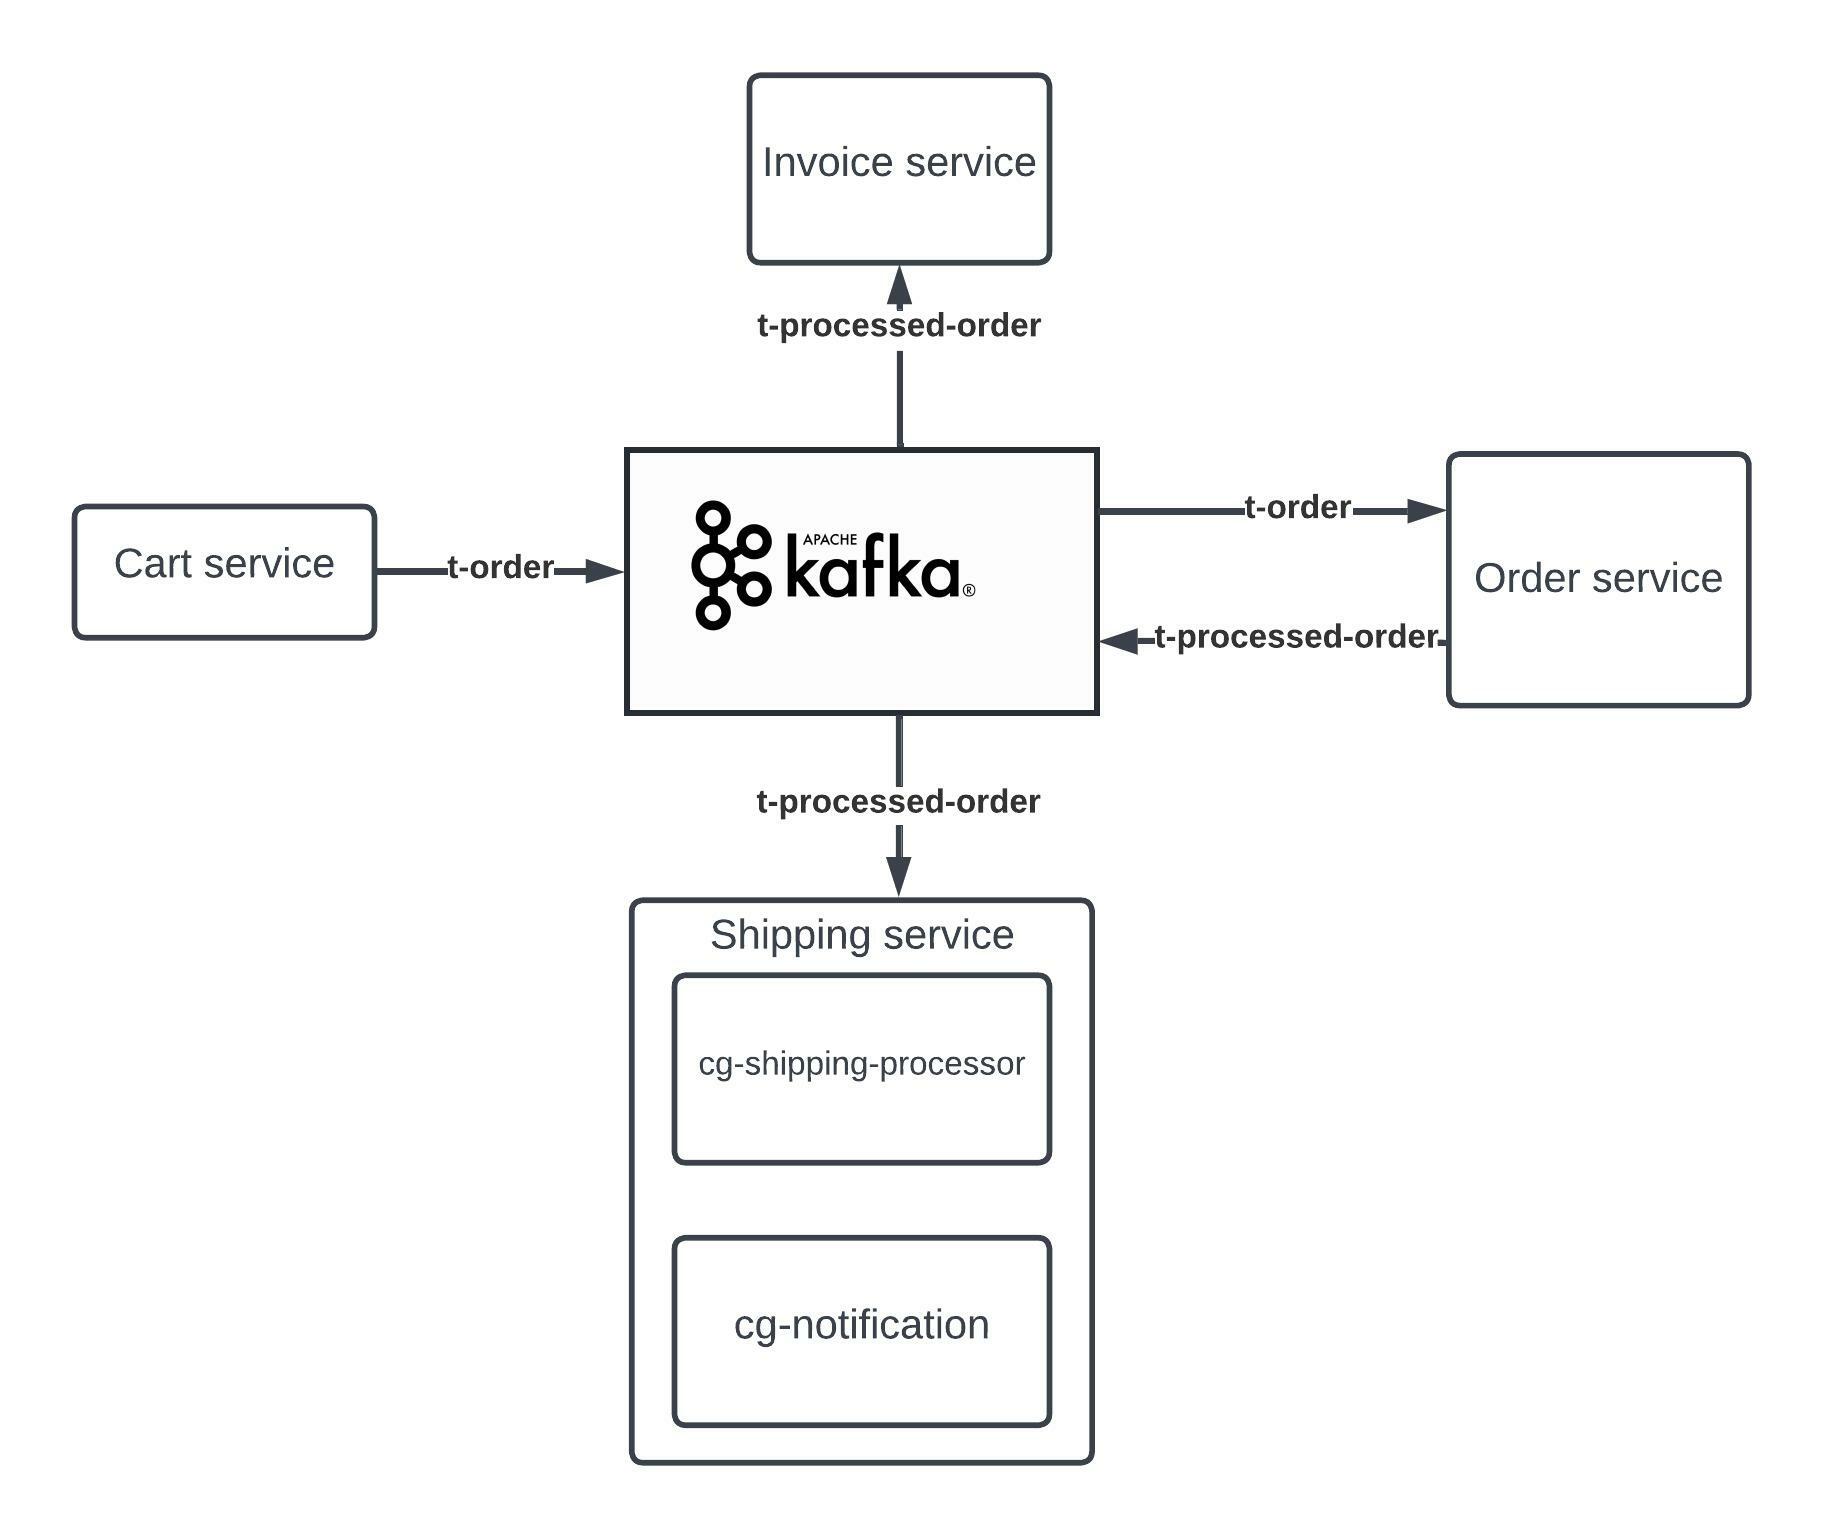 Invoice service
t-processed-order
Cart service
t-order
APACHE
kafka®
t-order
t-processed-order
Order service
t-processed-order
Shipping service
cg-shipping-processor
cg-notification